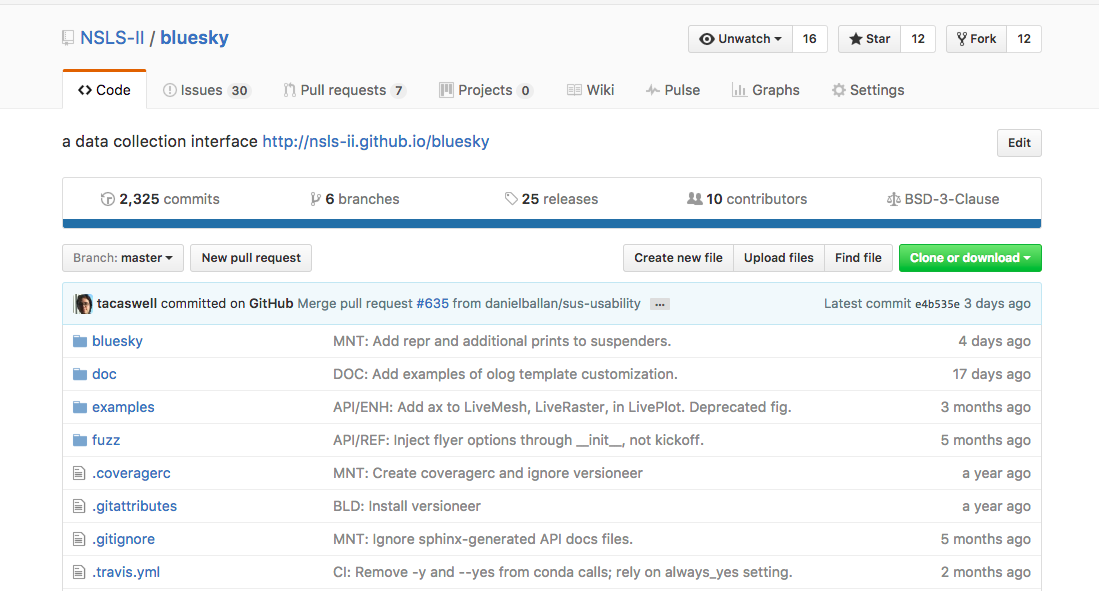 NSLS-II / bluesky
Unwatch 16 Star 12 Fork 12
Code Issues 30 Pull requests 7 Projects 0 Wiki Pulse Graphs Settings
a data collection interface http://nsls-ii.github.io/bluesky Edit
2,325 commits 6 branches 25 releases 10 contributors BSD-3-Clause
Branch: master New pull request Create new file Upload files Find file Clone or download
tacaswell committed on GitHub Merge pull request #635 from danielballan/sus-usability ... Latest commit e4b535e 3 days ago
bluesky MNT: Add repr and additional prints to suspenders. 4 days ago
doc DOC: Add examples of olog template customization. 17 days ago
examples API/ENH: Add ax to LiveMesh, LiveRaster, in LivePlot. Deprecated fig. 3 months ago
fuzz API/REF: Inject flyer options through __init__, not kickoff. 5 months ago
.coveragerc MNT: Create coveragerc and ignore versioneer a year ago
.gitattributes BLD: Install versioneer a year ago
.gitignore MNT: Ignore sphinx-generated API docs files. 5 months ago
.travis.yml CI: Remove -y and --yes from conda calls; rely on always_yes setting. 2 months ago